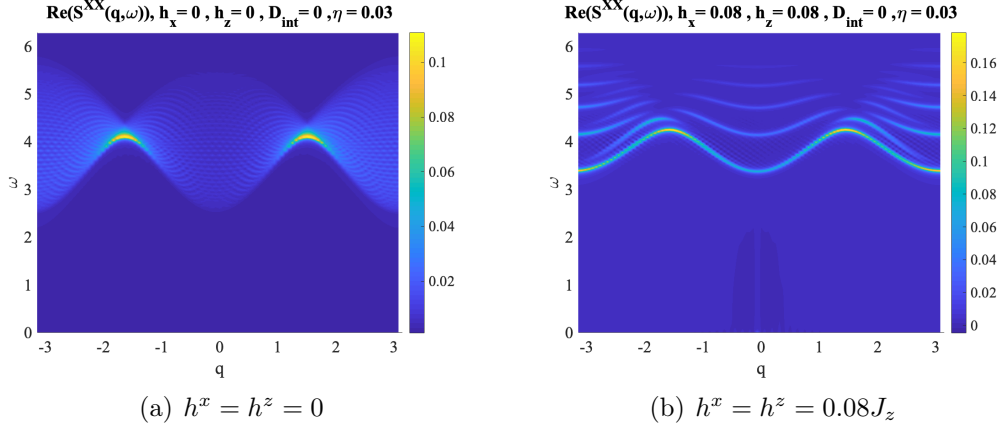 Re(S^XX(q,ω)), h_x= 0 , h_z= 0 , D_int= 0 ,η = 0.03
6
5
4
3
2
1
0
ω
-3 -2 -1 0 1 2 3
q
0.1
0.08
0.06
0.04
0.02
(a) h^x = h^z = 0
Re(S^XX(q,ω)), h_x= 0.08 , h_z= 0.08 , D_int= 0 ,η = 0.03
6
5
4
3
2
1
0
ω
-3 -2 -1 0 1 2 3
q
0.16
0.14
0.12
0.10
0.08
0.06
0.04
0.02
0
(b) h^x = h^z = 0.08J_z